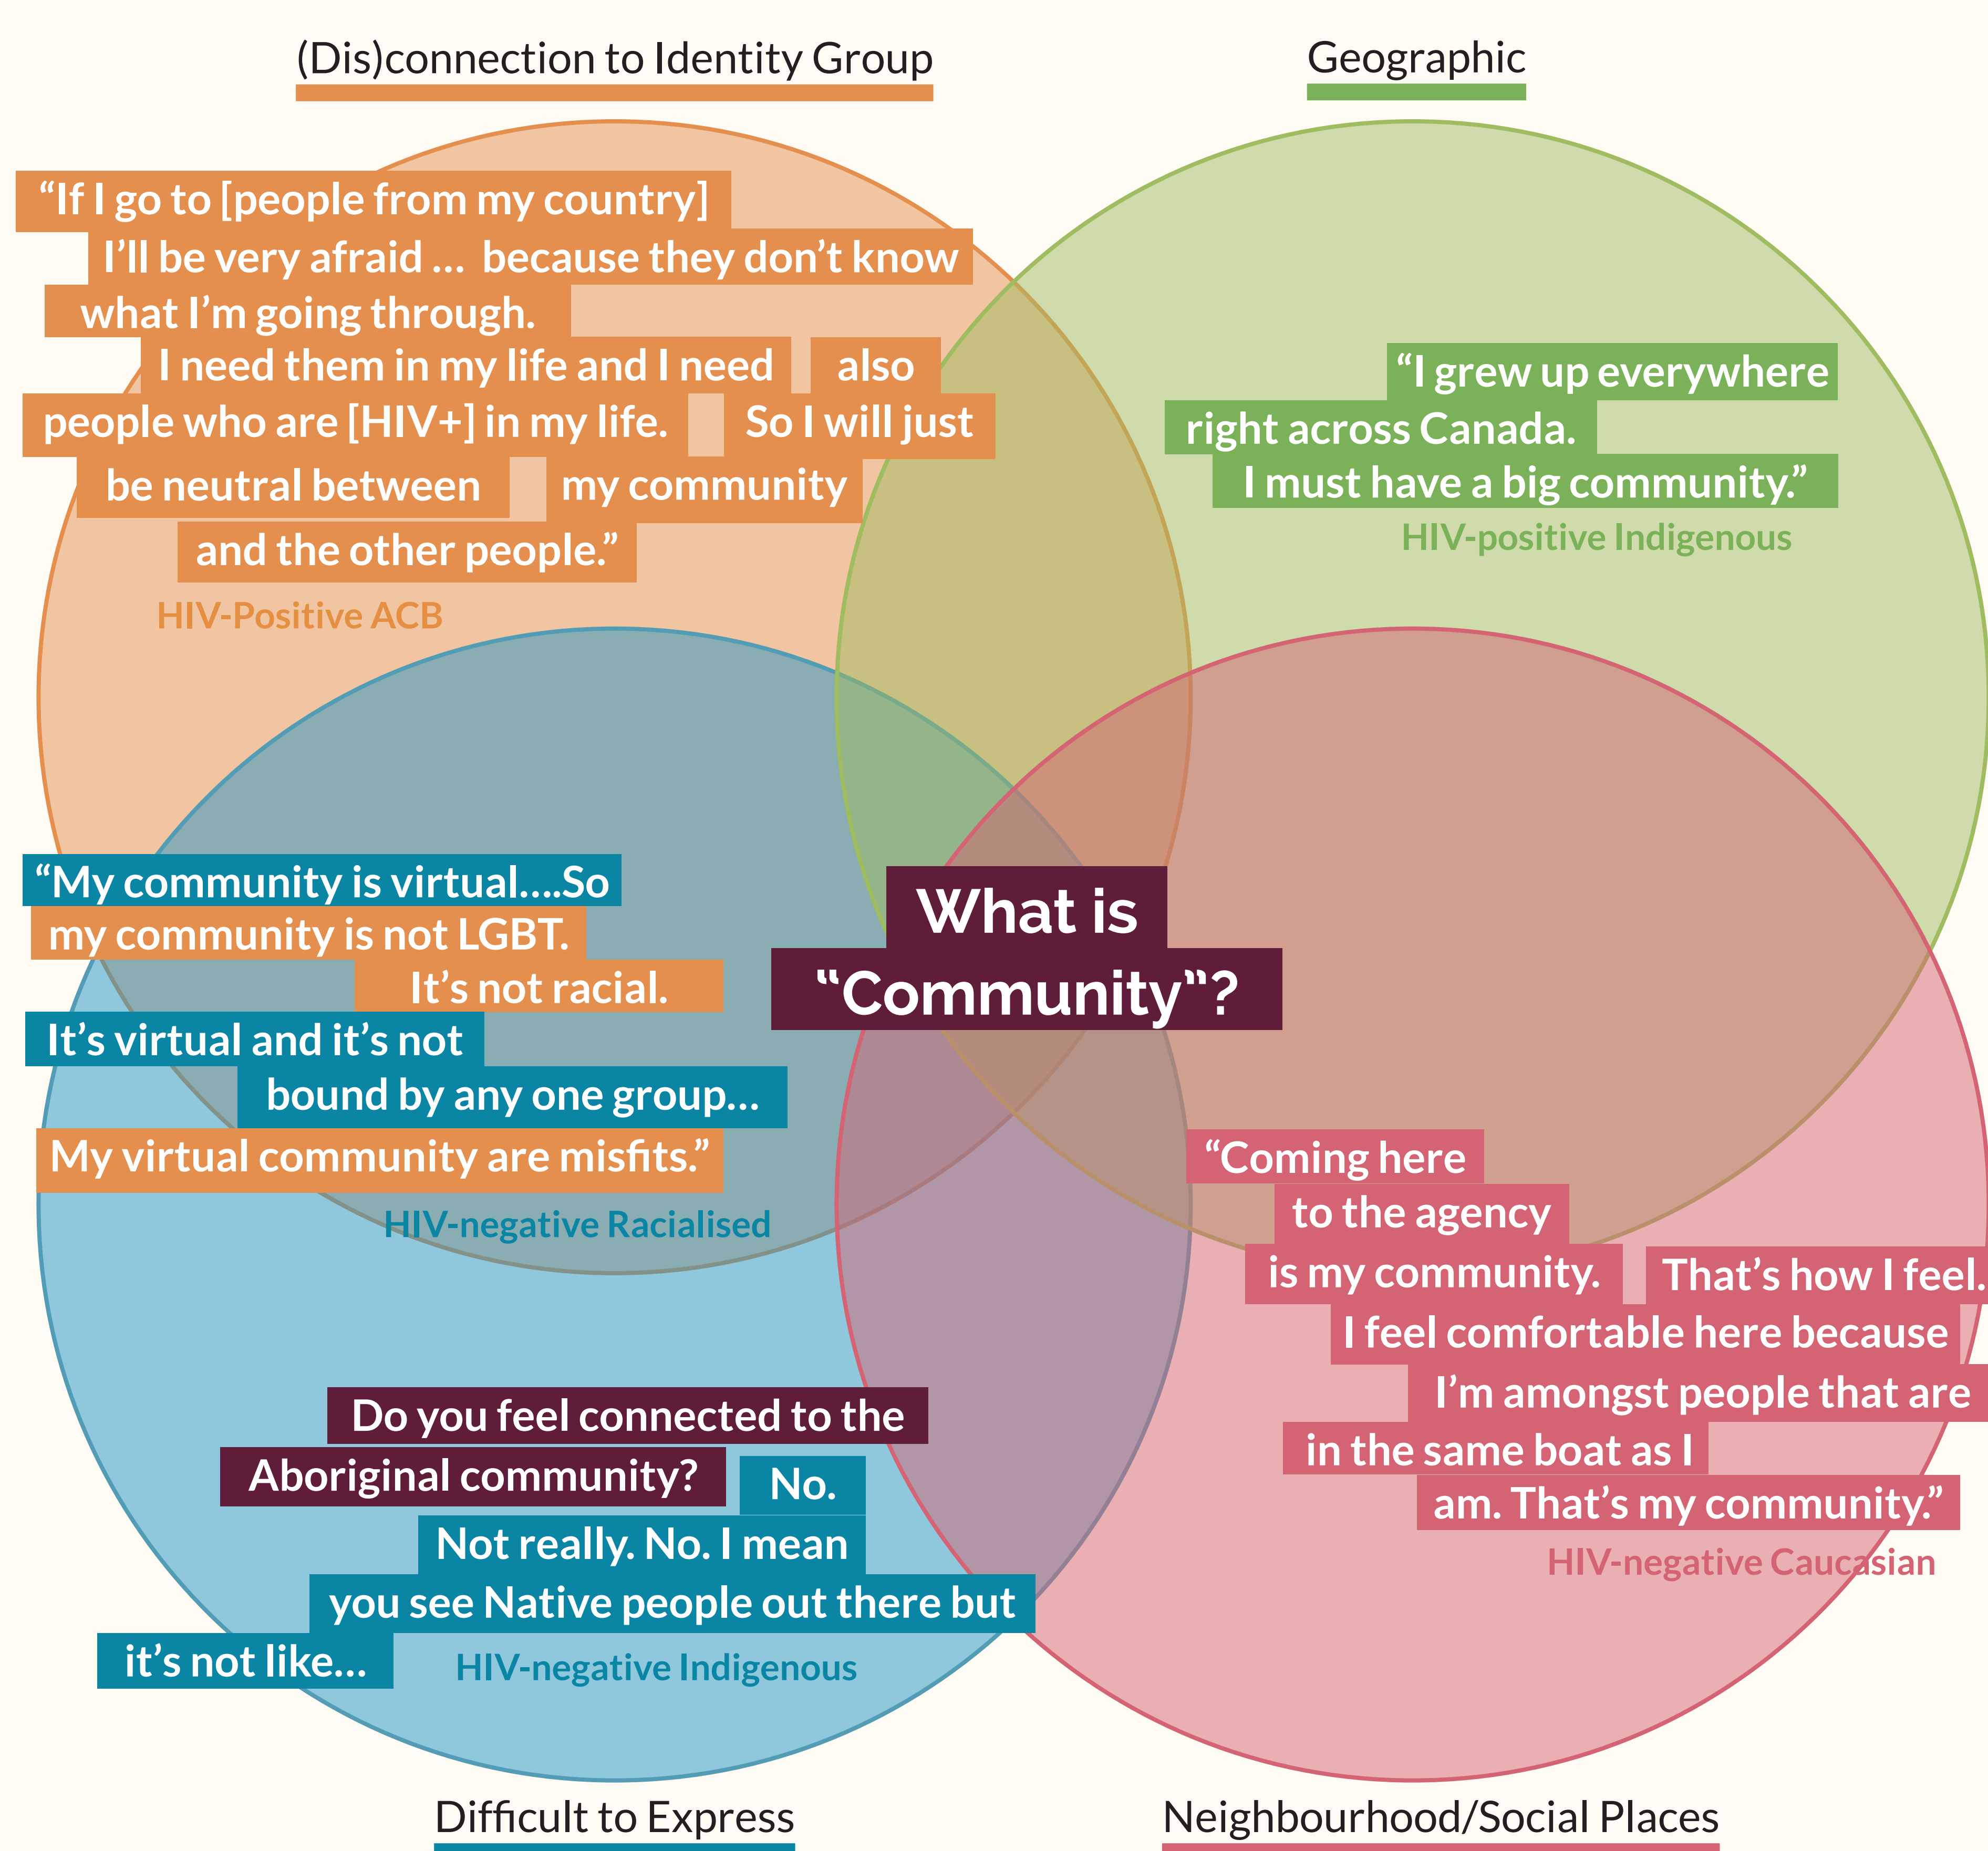 (Dis)connection to Identity Group
Geographic
“If I go to [people from my country]
I’ll be very afraid ... because they don’t know
what I’m going through.
I need them in my life and I need also
people who are [HIV+] in my life. So I will just
be neutral between my community
and the other people.”
HIV-Positive ACB
“I grew up everywhere
right across Canada.
I must have a big community.”
HIV-positive Indigenous
“My community is virtual....So
my community is not LGBT.
It’s not racial.
It’s virtual and it’s not
bound by any one group...
My virtual community are misfits.”
HIV-negative Racialised
What is
“Community”?
“Coming here
to the agency
is my community. That’s how I feel.
I feel comfortable here because
I’m amongst people that are
in the same boat as I
am. That’s my community.”
HIV-negative Caucasian
Do you feel connected to the
Aboriginal community? No.
Not really. No. I mean
you see Native people out there but
it’s not like...
HIV-negative Indigenous
Difficult to Express
Neighbourhood/Social Places